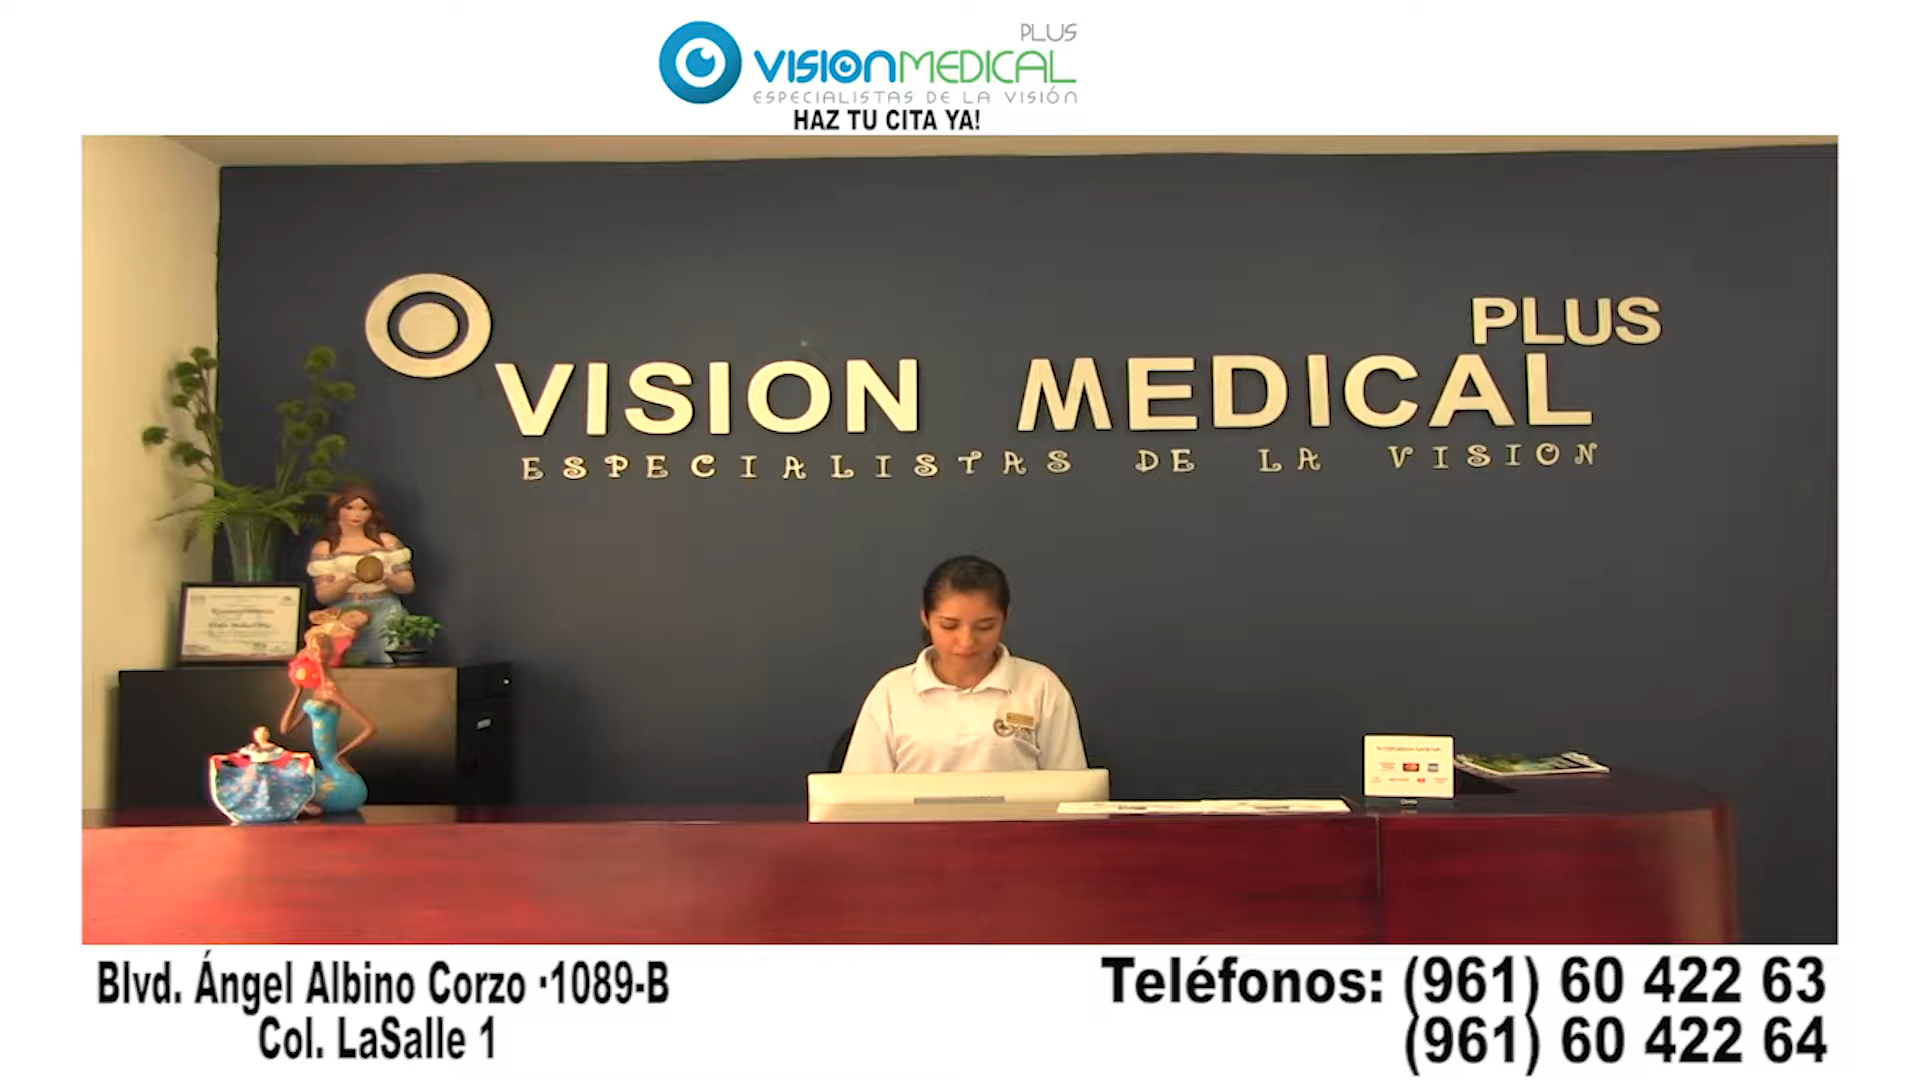 PLUS
VISIONMEDICAL
ESPECIALISTAS DE LA VISIÓN
HAZ TU CITA YA!
PLUS
VISION MEDICAL
ESPECIALISTAS DE LA VISION
Blvd. Ángel Albino Corzo ·1089-B
Col. LaSalle 1
Teléfonos: (961) 60 422 63
(961) 60 422 64